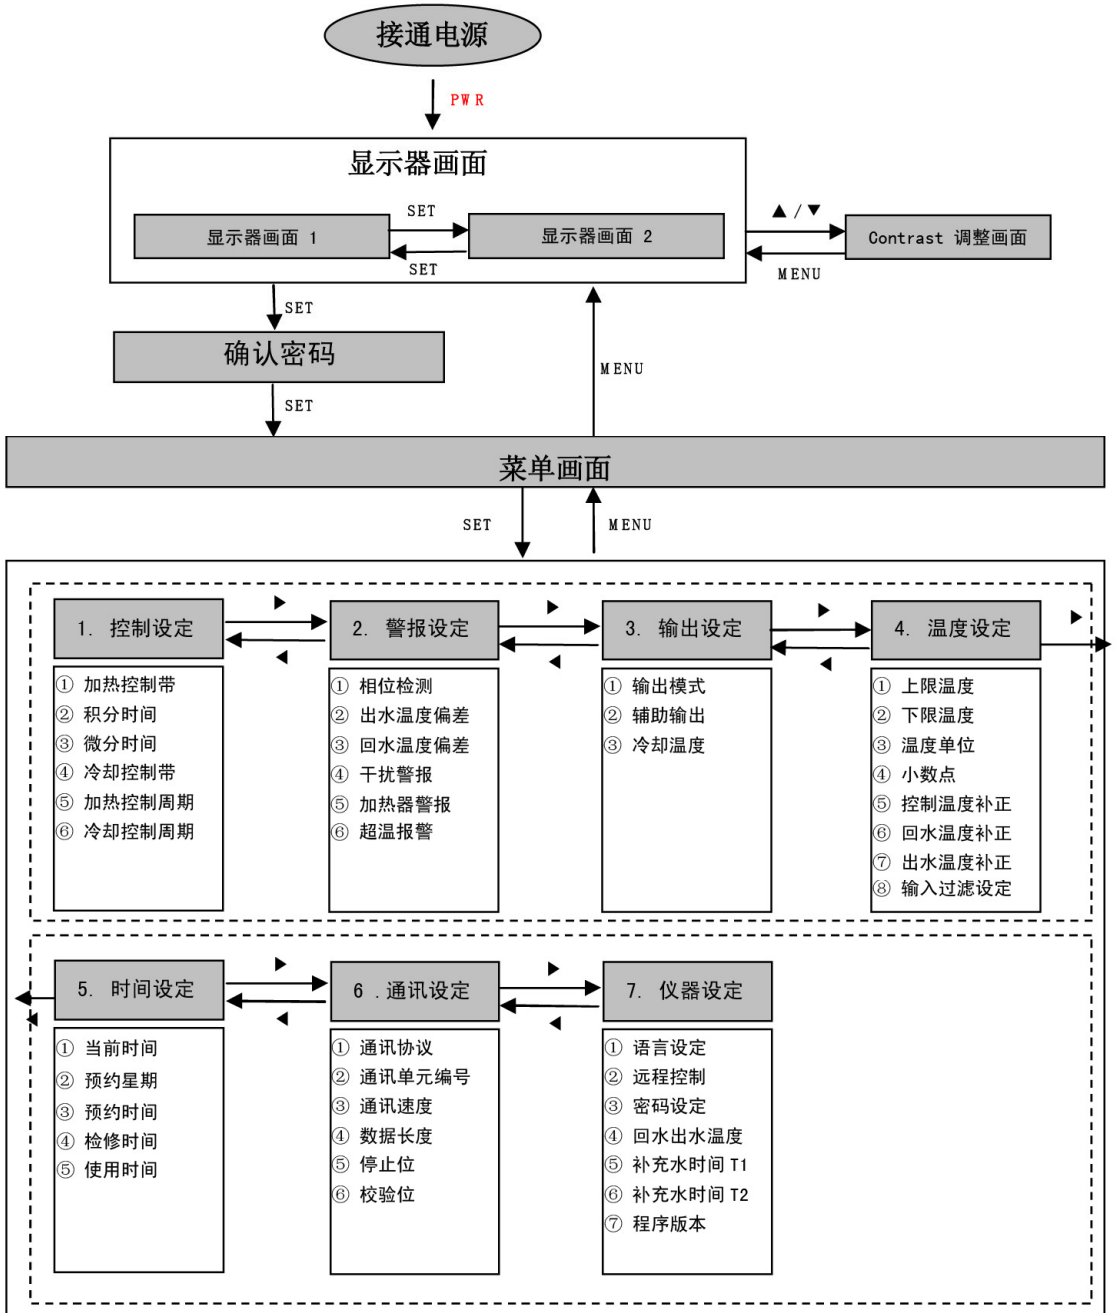 接通电源
PWR
显示器画面
显示器画面 1
SET
SET
显示器画面 2
▲ / ▼
MENU
Contrast 调整画面
SET
确认密码
SET
MENU
菜单画面
SET
MENU
1. 控制设定
① 加热控制带
② 积分时间
③ 微分时间
④ 冷却控制带
⑤ 加热控制周期
⑥ 冷却控制周期
2. 警报设定
① 相位检测
② 出水温度偏差
③ 回水温度偏差
④ 干扰警报
⑤ 加热器警报
⑥ 超温报警
3. 输出设定
① 输出模式
② 辅助输出
③ 冷却温度
4. 温度设定
① 上限温度
② 下限温度
③ 温度单位
④ 小数点
⑤ 控制温度补正
⑥ 回水温度补正
⑦ 出水温度补正
⑧ 输入过滤设定
5. 时间设定
① 当前时间
② 预约星期
③ 预约时间
④ 检修时间
⑤ 使用时间
6 .通讯设定
① 通讯协议
② 通讯单元编号
③ 通讯速度
④ 数据长度
⑤ 停止位
⑥ 校验位
7. 仪器设定
① 语言设定
② 远程控制
③ 密码设定
④ 回水出水温度
⑤ 补充水时间 T1
⑥ 补充水时间 T2
⑦ 程序版本